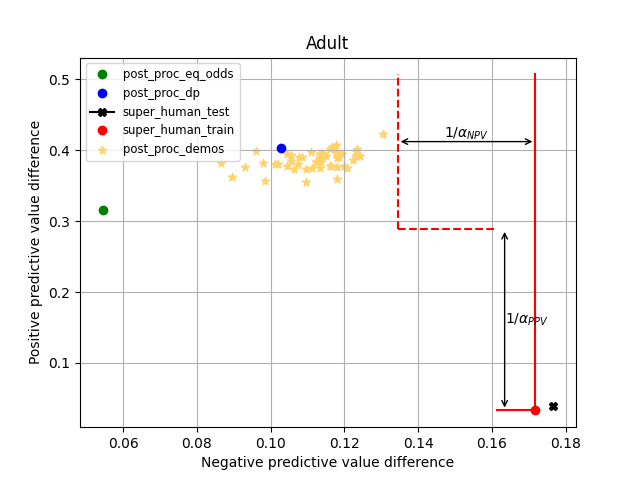 Adult
post_proc_eq_odds
post_proc_dp
super_human_test
super_human_train
post_proc_demos
0.5
0.4
0.3
0.2
0.1
Positive predictive value difference
1/α_NPV
1/α_PPV
0.06 0.08 0.10 0.12 0.14 0.16 0.18
Negative predictive value difference